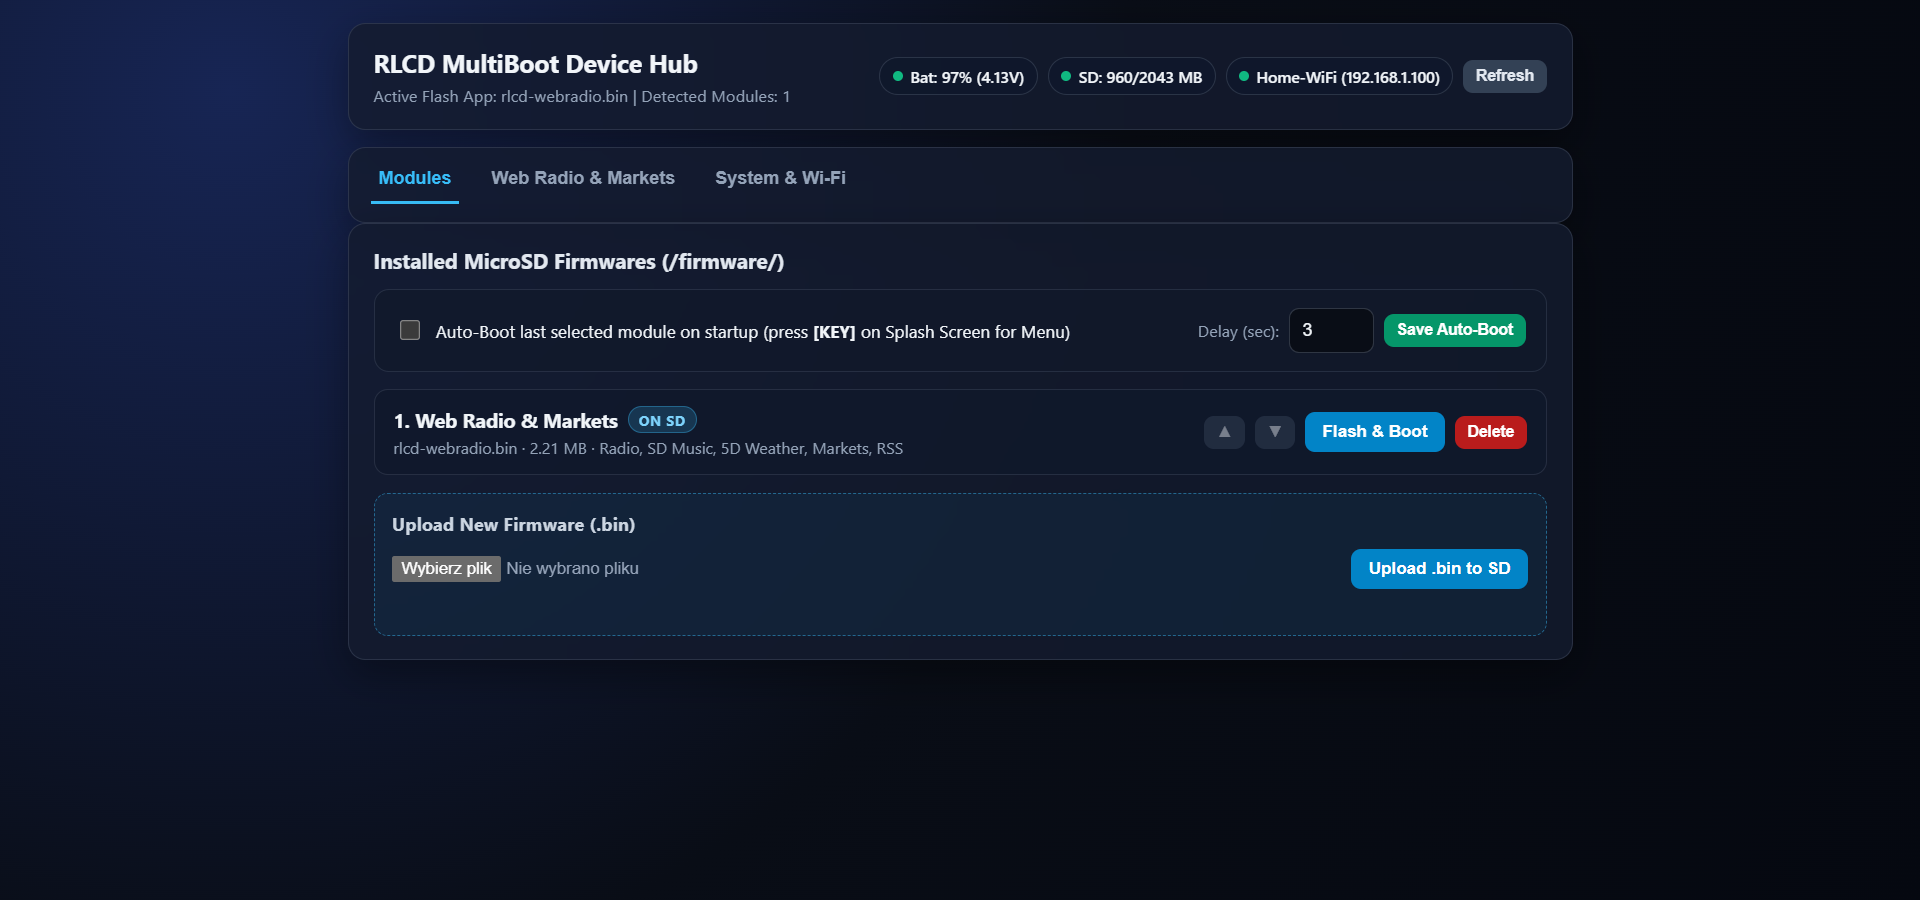 RLCD MultiBoot Device Hub
Active Flash App: rlcd-webradio.bin | Detected Modules: 1
Bat: 97% (4.13V)
SD: 960/2043 MB
Home-WiFi (192.168.1.100)
Refresh
Modules
Web Radio & Markets
System & Wi-Fi
Installed MicroSD Firmwares (/firmware/)
Auto-Boot last selected module on startup (press [KEY] on Splash Screen for Menu)
Delay (sec):
3
Save Auto-Boot
1. Web Radio & Markets
ON SD
rlcd-webradio.bin · 2.21 MB · Radio, SD Music, 5D Weather, Markets, RSS
▲
▼
Flash & Boot
Delete
Upload New Firmware (.bin)
Wybierz plik
Nie wybrano pliku
Upload .bin to SD